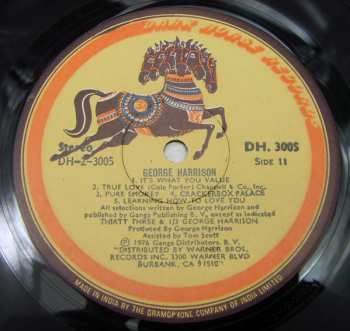 DARK HORSE RECORDS
Stereo
DH-2-3005
DH. 3005
SIDE 11
GEORGE HARRISON
1. IT'S WHAT YOU VALUE
2. TRUE LOVE (Cole Porter) Chappell & Co., Inc.
3. PURE SMOKEY 4. CRACKERBOX PALACE
5. LEARNING HOW TO LOVE YOU
All selections written by George Harrison and
published by Ganga Publishing B. V., except as indicated
THIRTY THREE & 1/3 GEORGE HARRISON.
Produced by George Harrison
Assisted by Tom Scott
℗ 1976 Ganga Distributors. B. V.
"DISTRIBUTED BY WARNER BROS.
RECORDS INC. 3300 WARNER BLVD
BURBANK, CA 91510"
MADE IN INDIA BY THE GRAMOPHONE COMPANY OF INDIA LIMITED